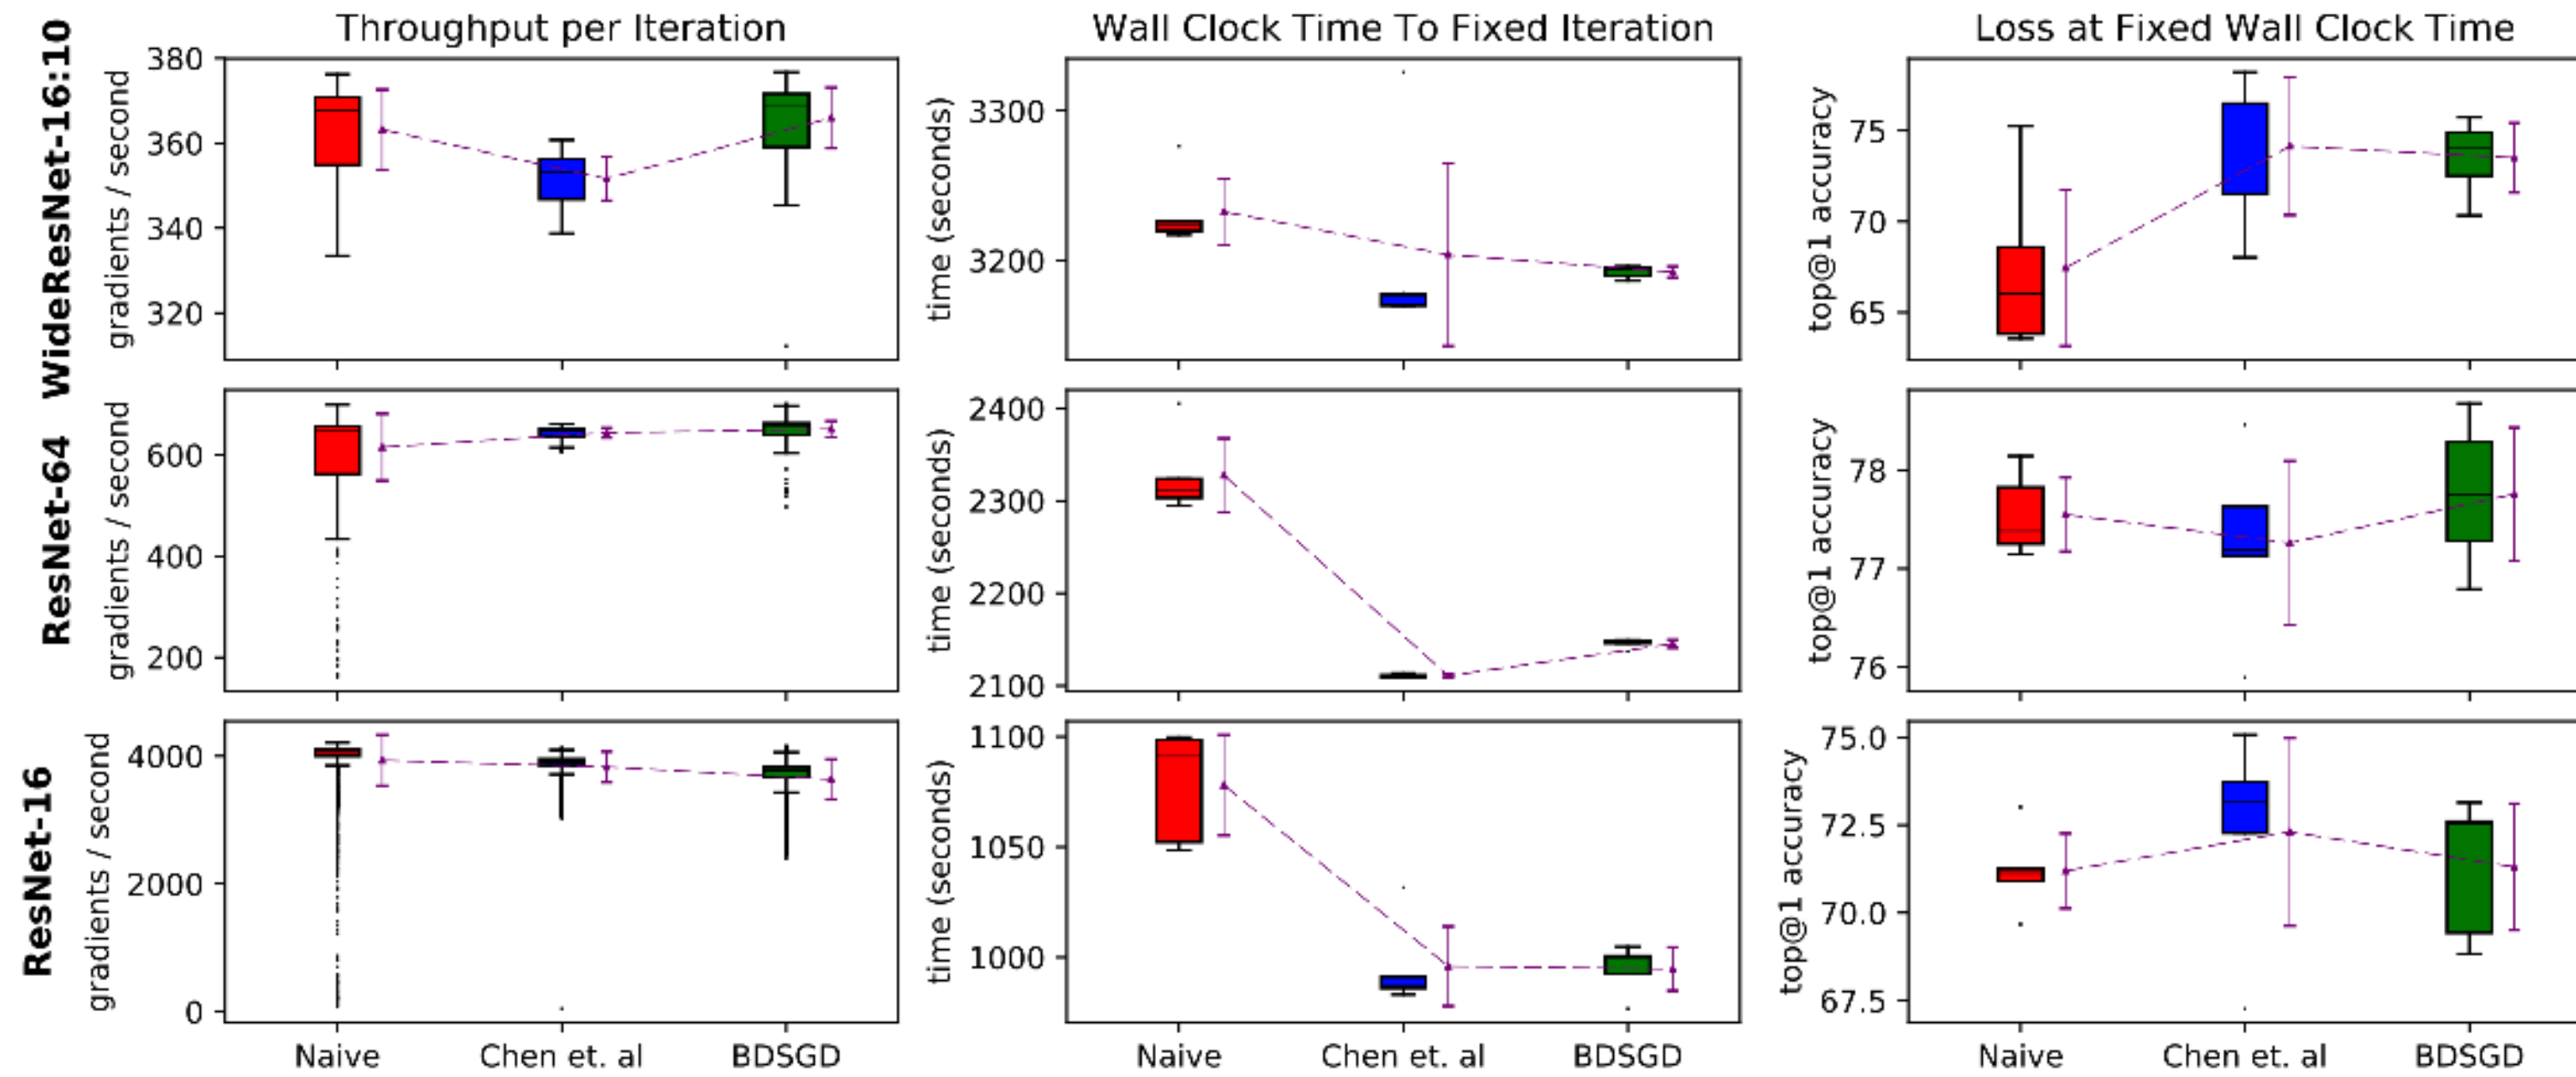 Throughput per Iteration
Wall Clock Time To Fixed Iteration
Loss at Fixed Wall Clock Time
WideResNet-16:10
gradients / second
380
360
340
320
time (seconds)
3300
3200
top@1 accuracy
75
70
65
ResNet-64
gradients / second
600
400
200
time (seconds)
2400
2300
2200
2100
top@1 accuracy
78
77
76
ResNet-16
gradients / second
4000
2000
0
time (seconds)
1100
1050
1000
top@1 accuracy
75.0
72.5
70.0
67.5
Naive
Chen et. al
BDSGD
Naive
Chen et. al
BDSGD
Naive
Chen et. al
BDSGD